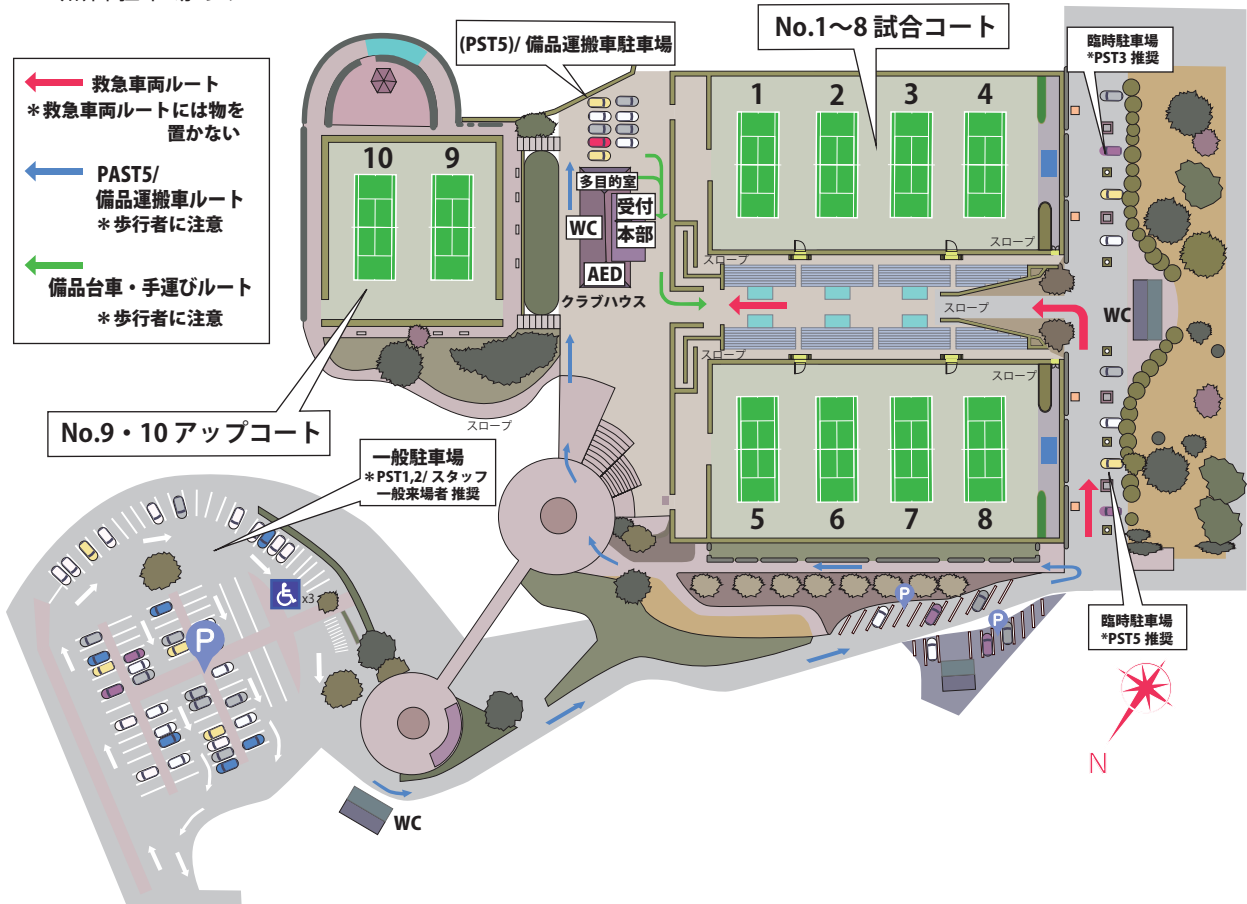 救急車両ルート
＊救急車両ルートには物を
置かない
PAST5/
備品運搬車ルート
＊歩行者に注意
備品台車・手運びルート
＊歩行者に注意
(PST5)/ 備品運搬車駐車場
No.1〜8 試合コート
臨時駐車場
*PST3 推奨
1
2
3
4
10
9
多目的室
受付
WC
本部
AED
クラブハウス
スロープ
スロープ
スロープ
スロープ
スロープ
WC
No.9・10 アップコート
スロープ
一般駐車場
＊PST1,2/ スタッフ
一般来場者 推奨
5
6
7
8
x3
P
P
P
臨時駐車場
*PST5 推奨
N
WC